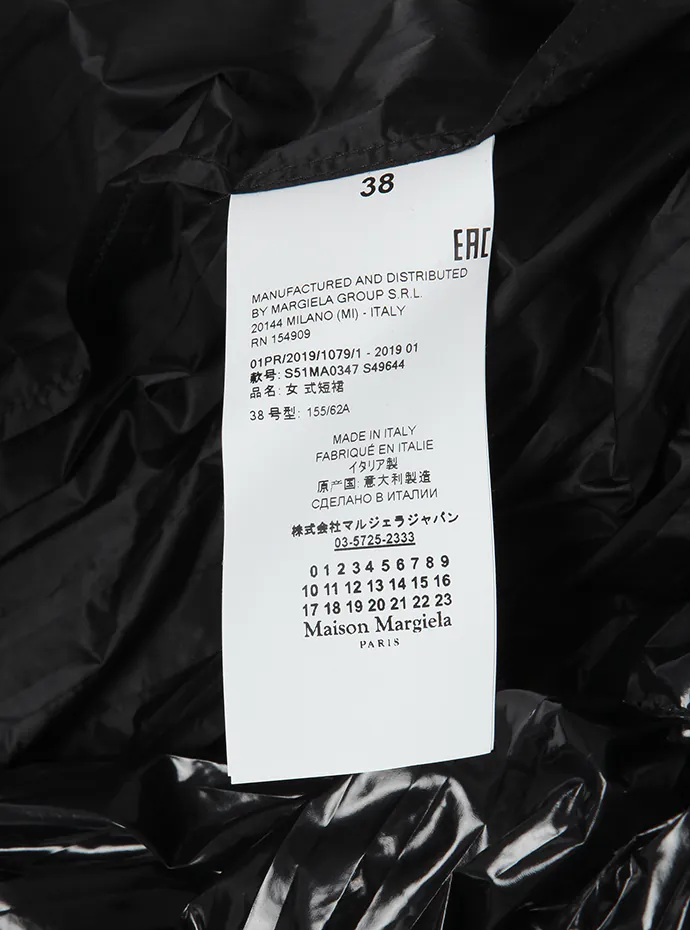 38
EAC
MANUFACTURED AND DISTRIBUTED
BY MARGIELA GROUP S.R.L.
20144 MILANO (MI) - ITALY
RN 154909
01PR/2019/1079/1 - 2019 01
款号: S51MA0347 S49644
品名: 女 式短裙
38 号型: 155/62A
MADE IN ITALY
FABRIQUÉ EN ITALIE
イタリア製
原产国: 意大利製造
СДЕЛАНО В ИТАЛИИ
株式会社マルジェラジャパン
03-5725-2333
0 1 2 3 4 5 6 7 8 9
10 11 12 13 14 15 16
17 18 19 20 21 22 23
Maison Margiela
PARIS